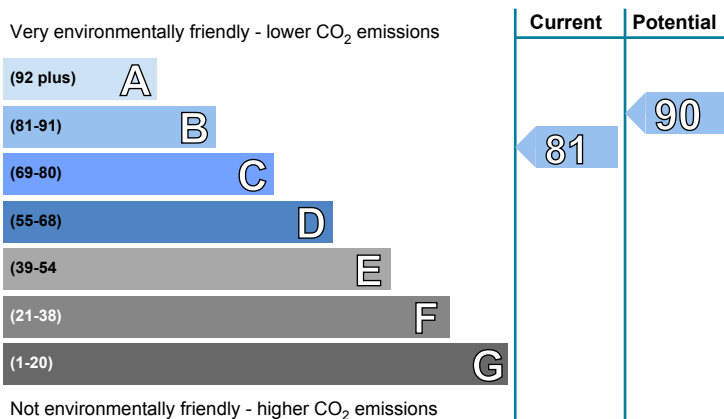 Current Potential
Very environmentally friendly - lower CO2 emissions
(92 plus) A
(81-91) B
90
(69-80) C
81
(55-68) D
(39-54 E
(21-38) F
(1-20) G
Not environmentally friendly - higher CO2 emissions